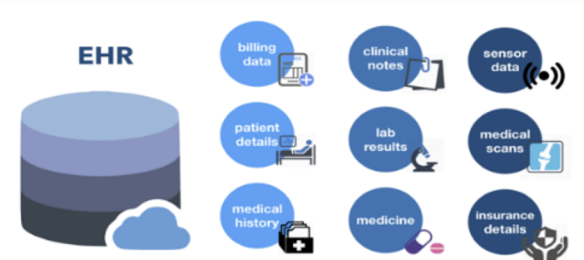 EHR
billing
data
clinical
notes
sensor
data
patient
details
lab
results
medical
scans
medical
history
medicine
insurance
details